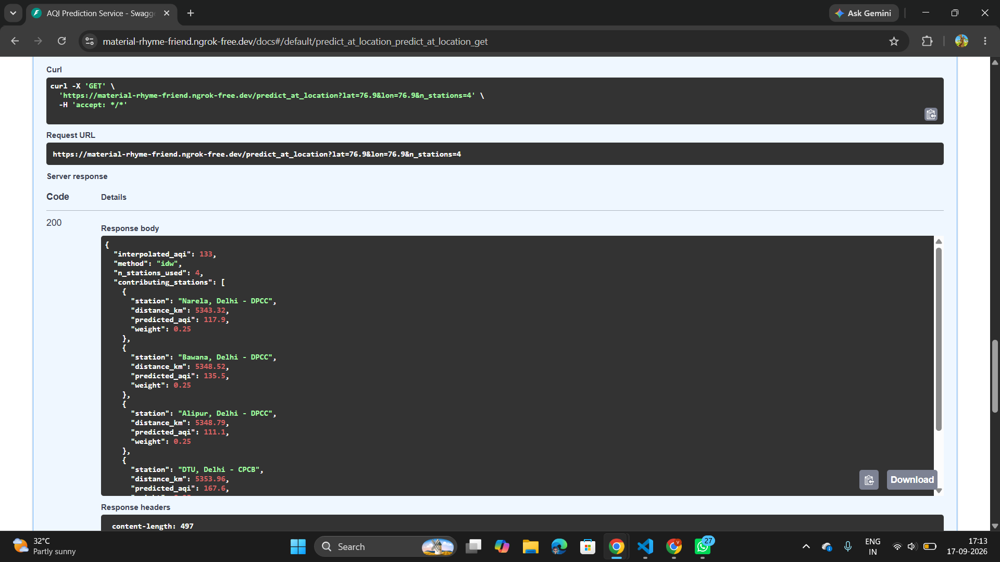 AQI Prediction Service - Swagge
Ask Gemini
material-rhyme-friend.ngrok-free.dev/docs#/default/predict_at_location_predict_at_location_get
Curl
curl -X 'GET' \
'https://material-rhyme-friend.ngrok-free.dev/predict_at_location?lat=76.9&lon=76.9&n_stations=4' \
-H 'accept: */*'
Request URL
https://material-rhyme-friend.ngrok-free.dev/predict_at_location?lat=76.9&lon=76.9&n_stations=4
Server response
Code Details
200
Response body
{
"interpolated_aqi": 133,
"method": "idw",
"n_stations_used": 4,
"contributing_stations": [
{
"station": "Narela, Delhi - DPCC",
"distance_km": 5343.32,
"predicted_aqi": 117.9,
"weight": 0.25
},
{
"station": "Bawana, Delhi - DPCC",
"distance_km": 5348.52,
"predicted_aqi": 135.5,
"weight": 0.25
},
{
"station": "Alipur, Delhi - DPCC",
"distance_km": 5348.79,
"predicted_aqi": 111.1,
"weight": 0.25
},
{
"station": "DTU, Delhi - CPCB",
"distance_km": 5353.96,
"predicted_aqi": 167.6,
Download
Response headers
content-length: 497
32°C
Partly sunny
Search
V
27
ENG
IN
17:13
17-09-2026